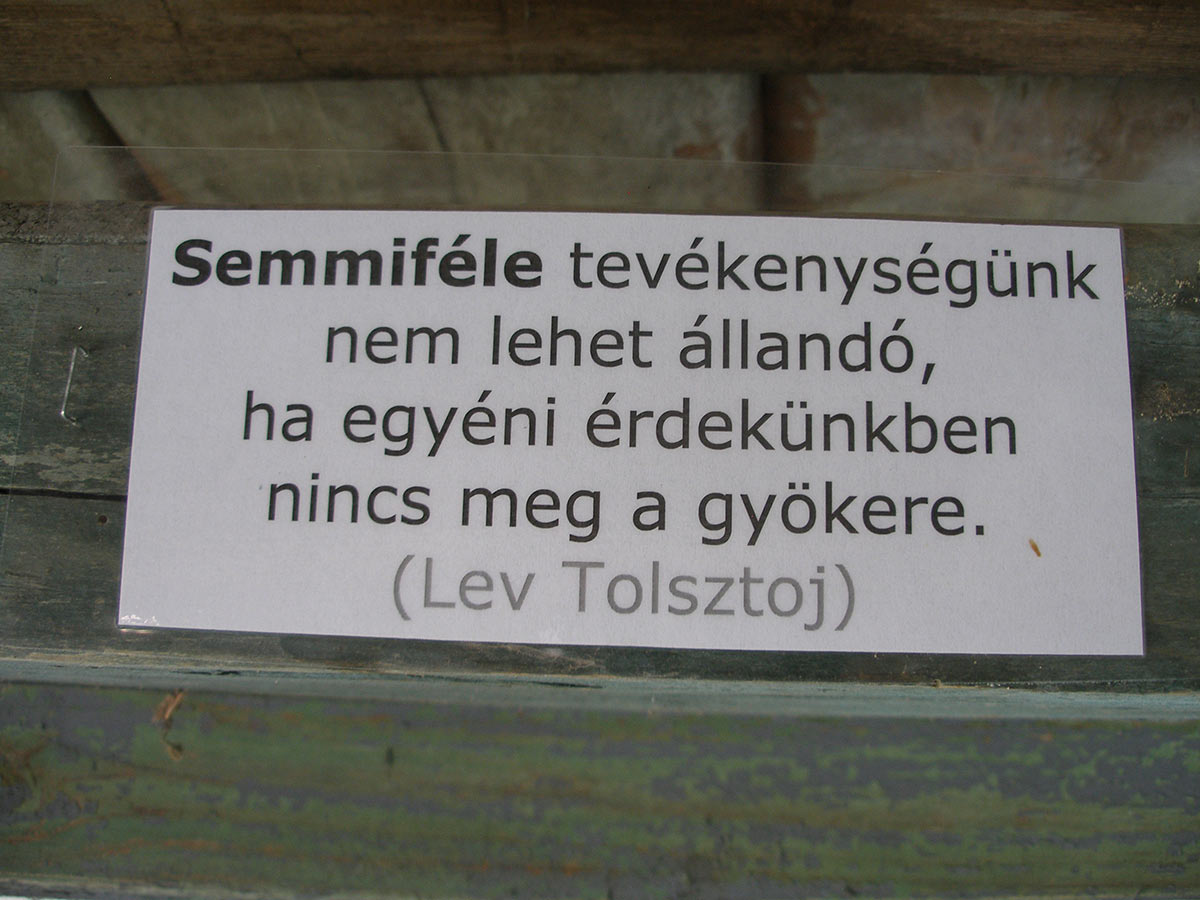 Semmiféle tevékenységünk
nem lehet állandó,
ha egyéni érdekünkben
nincs meg a gyökere.
(Lev Tolsztoj)